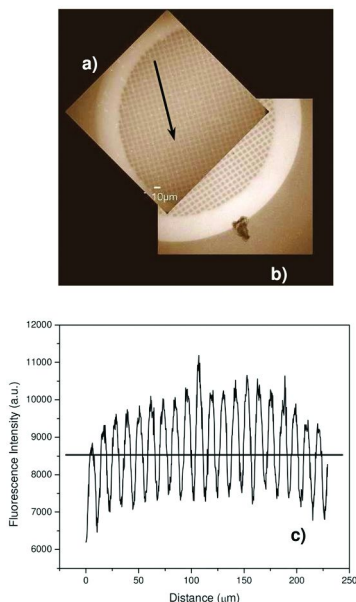 a)
10µm
b)
12000
11000
10000
9000
8000
7000
6000
Fluorescence Intensity (a.u.)
c)
0 50 100 150 200 250
Distance (µm)